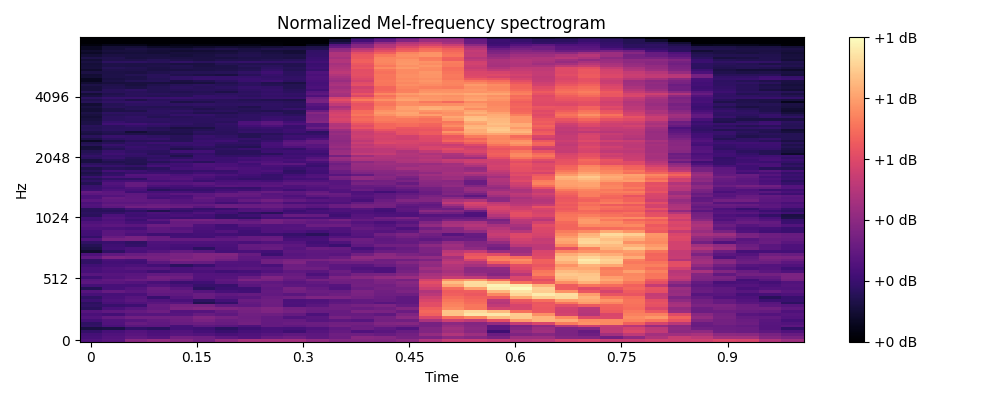 Normalized Mel-frequency spectrogram
Hz
4096
2048
1024
512
0
0 0.15 0.3 0.45 0.6 0.75 0.9
Time
+1 dB
+1 dB
+1 dB
+0 dB
+0 dB
+0 dB